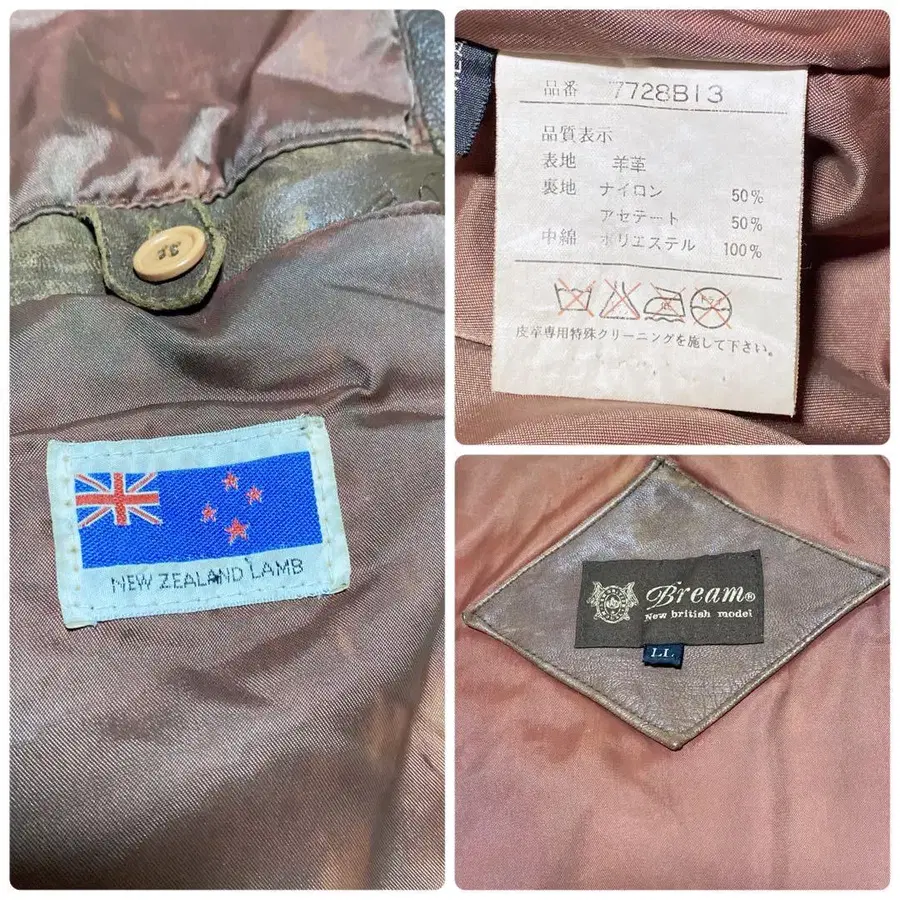 NEW ZEALAND LAMB
品番 7728B13
品質表示
表地 羊革
裏地 ナイロン 50%
アセテート 50%
中綿 ポリエステル 100%
皮革専用特殊クリーニングを施して下さい。
Bream®
New british model
LL